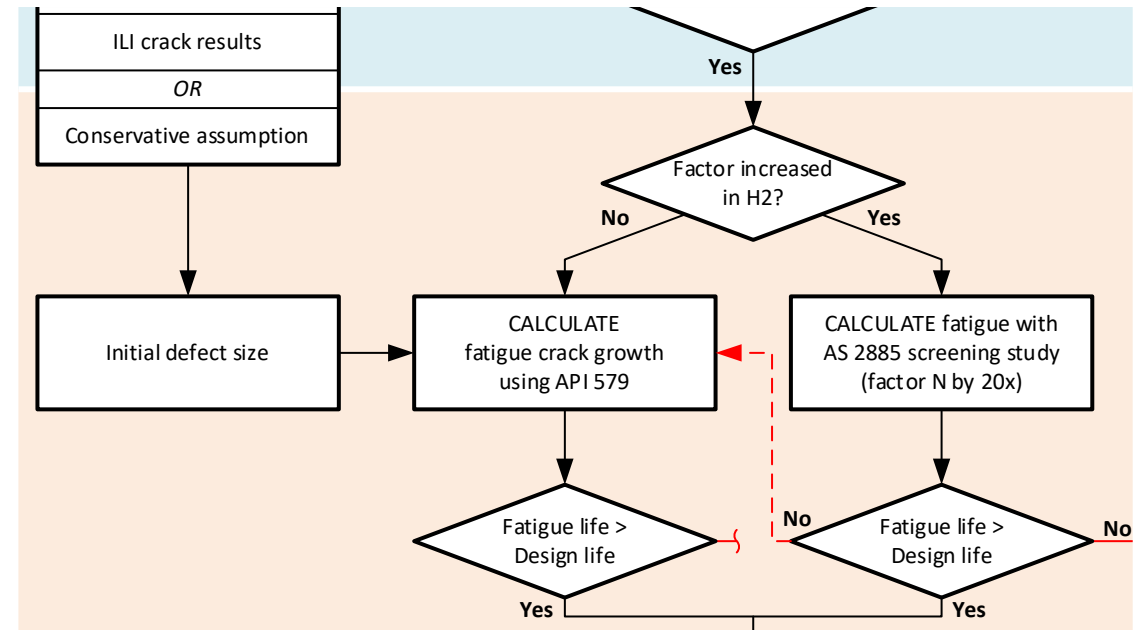 ILI crack results
OR
Conservative assumption
Yes
Factor increased
in H2?
No
Yes
Initial defect size
CALCULATE
fatigue crack growth
using API 579
CALCULATE fatigue with
AS 2885 screening study
(factor N by 20x)
Fatigue life >
Design life
No
Fatigue life >
Design life
No
Yes
Yes